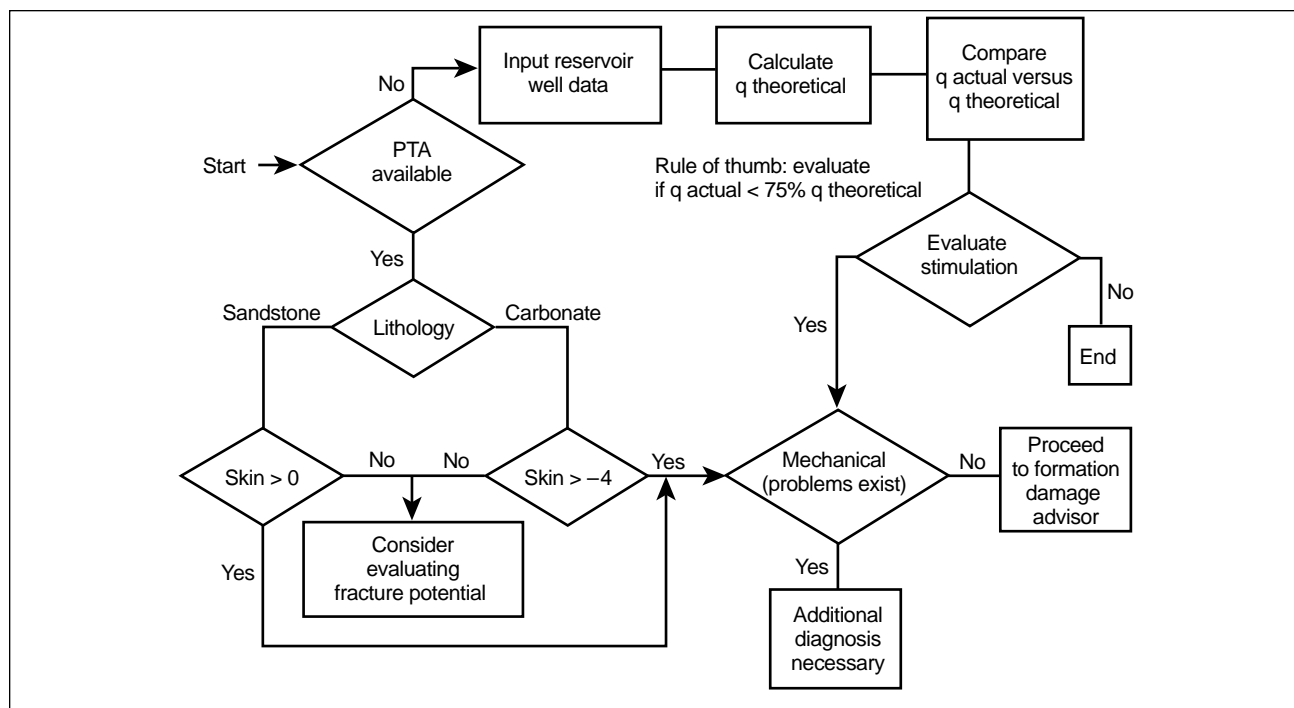 Start
PTA
available
No
Input reservoir
well data
Calculate
q theoretical
Compare
q actual versus
q theoretical
Rule of thumb: evaluate
if q actual < 75% q theoretical
Evaluate
stimulation
No
End
Yes
Yes
Lithology
Sandstone
Carbonate
Skin > 0
No
No
Skin > −4
Yes
Consider
evaluating
fracture potential
Yes
Mechanical
(problems exist)
No
Proceed
to formation
damage
advisor
Yes
Additional
diagnosis
necessary